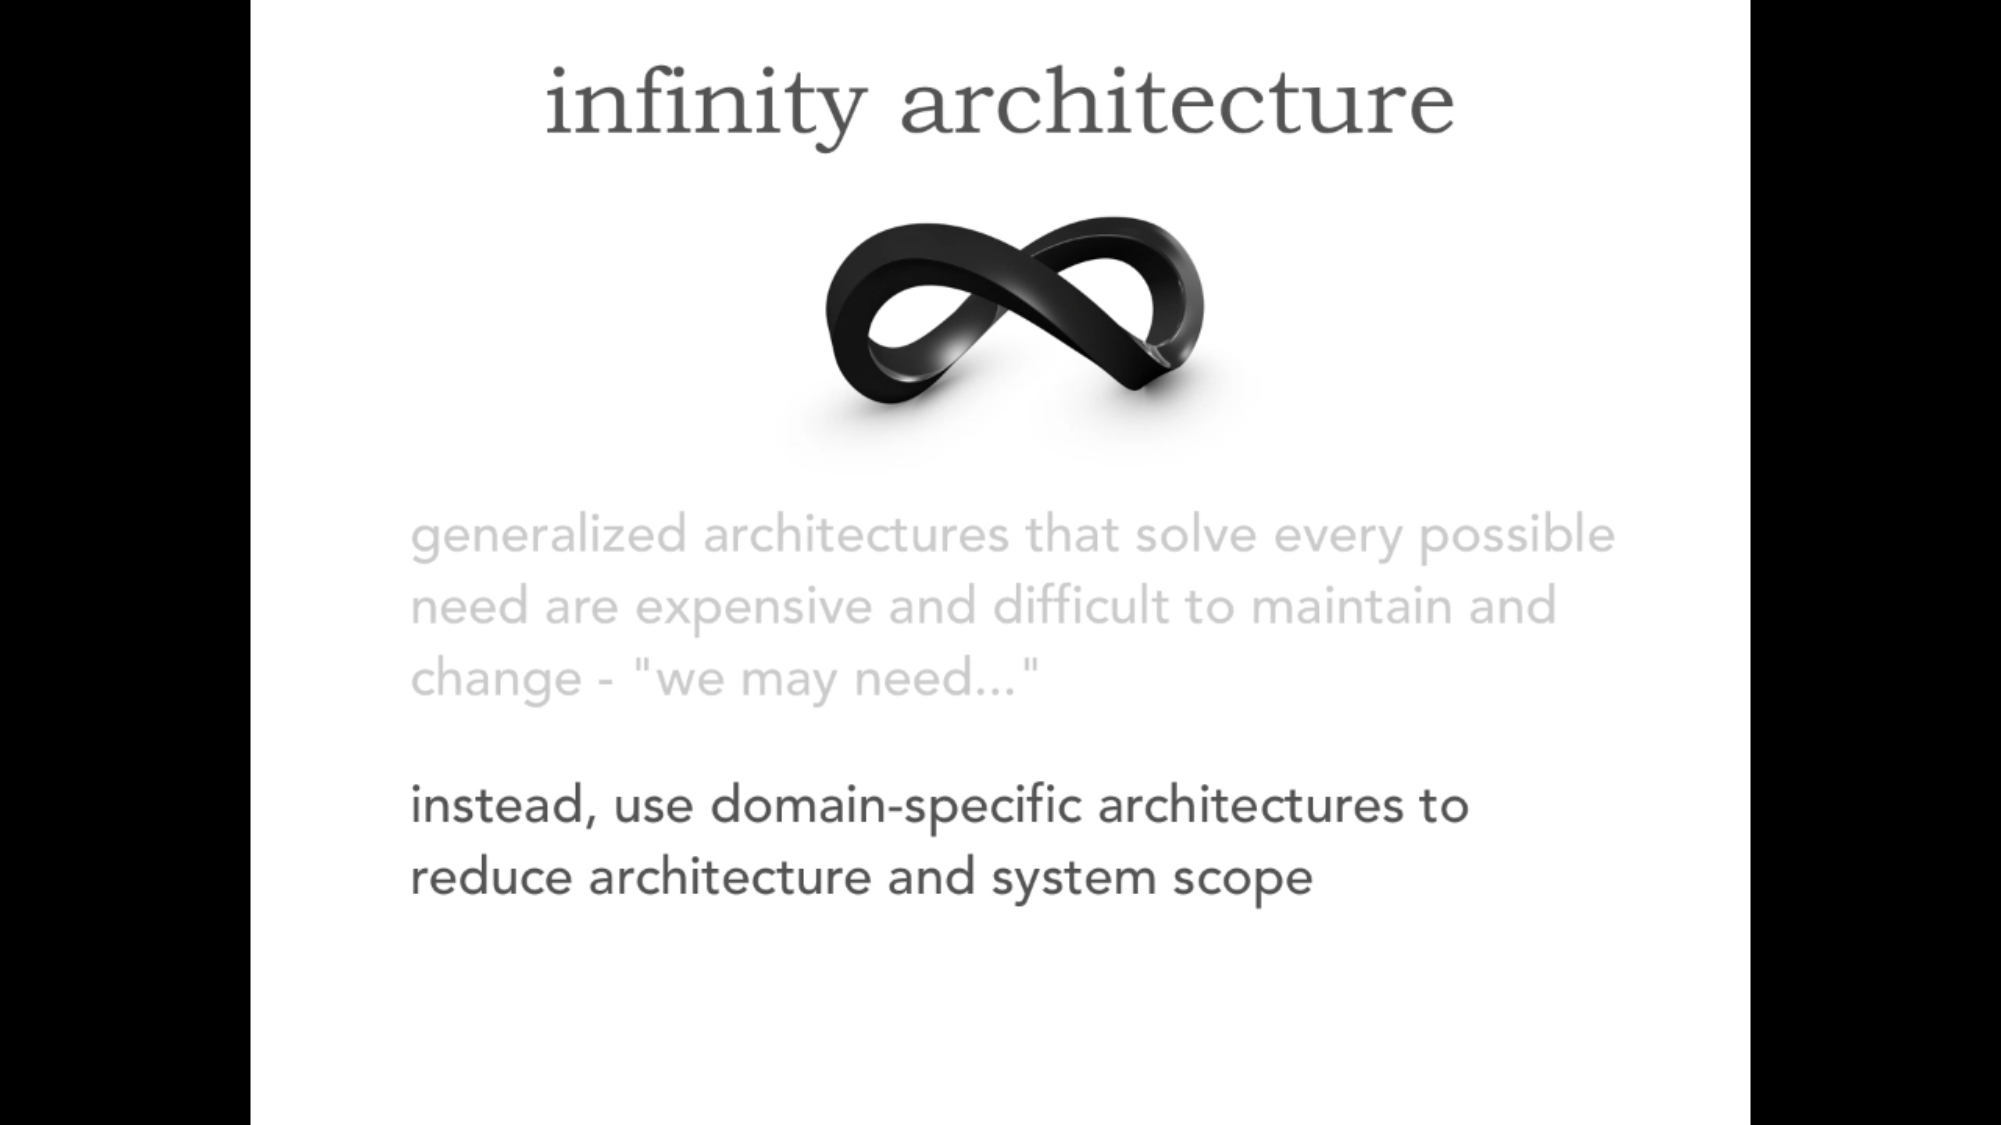 infinity architecture
generalized architectures that solve every possible
need are expensive and difficult to maintain and
change - "we may need..."
instead, use domain-specific architectures to
reduce architecture and system scope